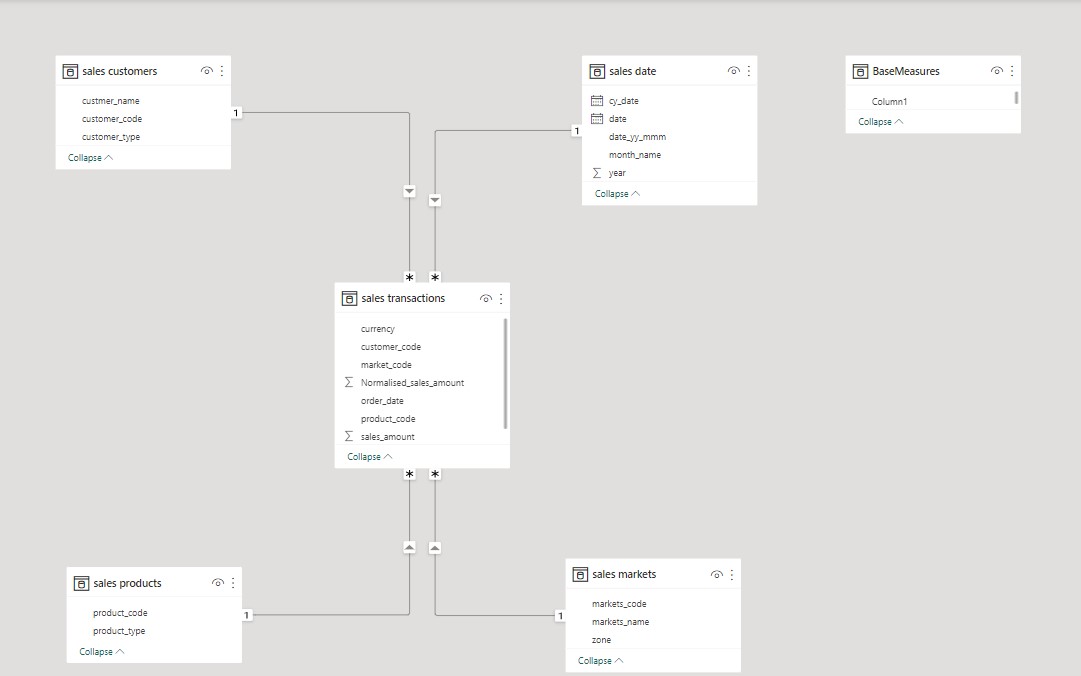 sales customers
custmer_name
customer_code
customer_type
Collapse
1
sales date
cy_date
date
date_yy_mmm
month_name
year
Collapse
1
BaseMeasures
Column1
Collapse
*
*
sales transactions
currency
customer_code
market_code
Normalised_sales_amount
order_date
product_code
sales_amount
Collapse
*
*
sales products
product_code
product_type
Collapse
1
sales markets
markets_code
markets_name
zone
Collapse
1